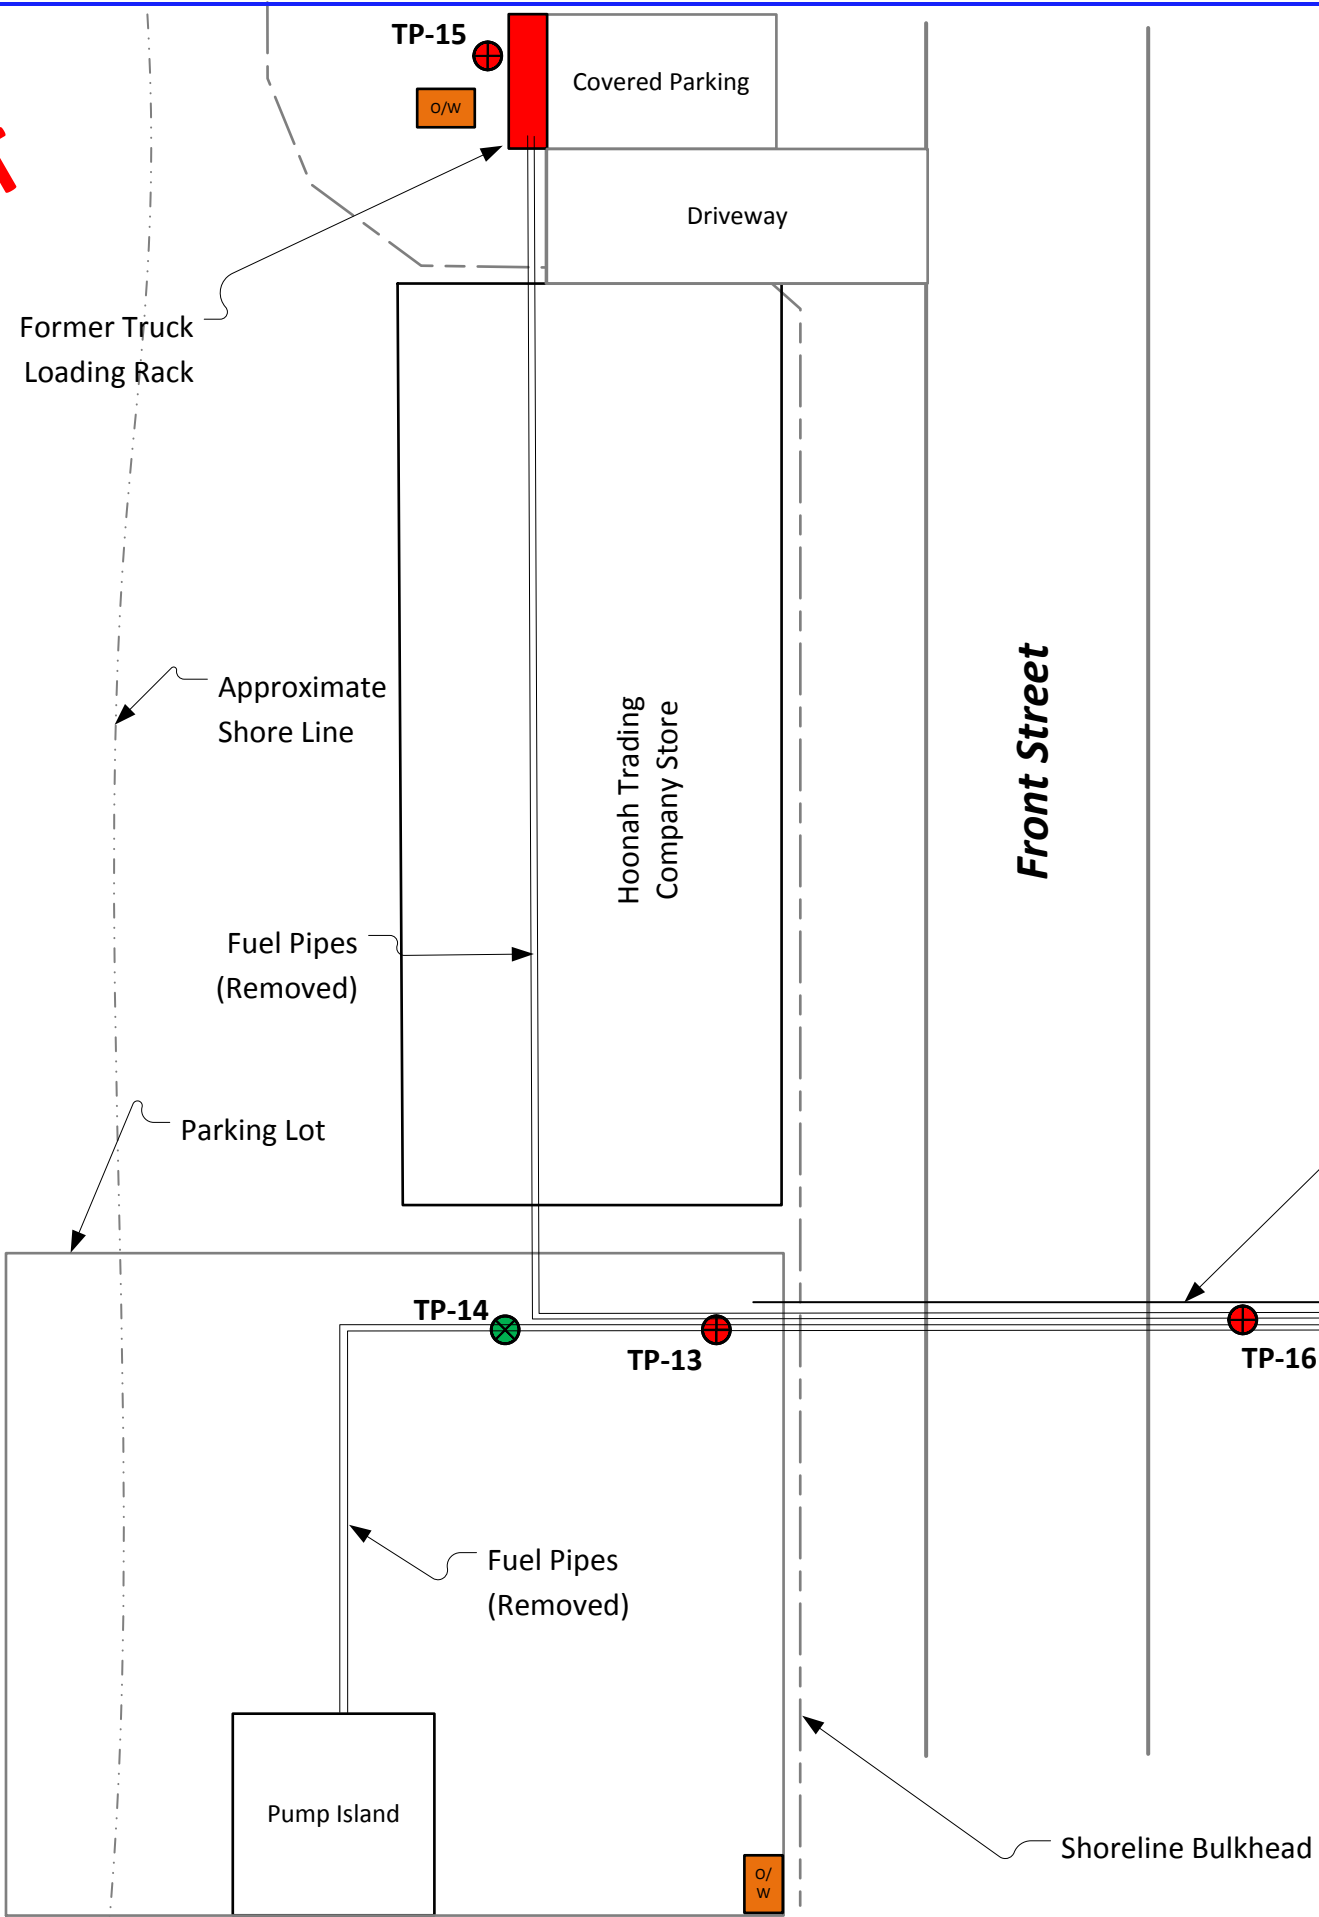 TP-15
Covered Parking
O/W
Driveway
Former Truck
Loading Rack
Approximate
Shore Line
Hoonah Trading
Company Store
Front Street
Fuel Pipes
(Removed)
Parking Lot
TP-14
TP-13
TP-16
Fuel Pipes
(Removed)
Pump Island
Shoreline Bulkhead
O/
W